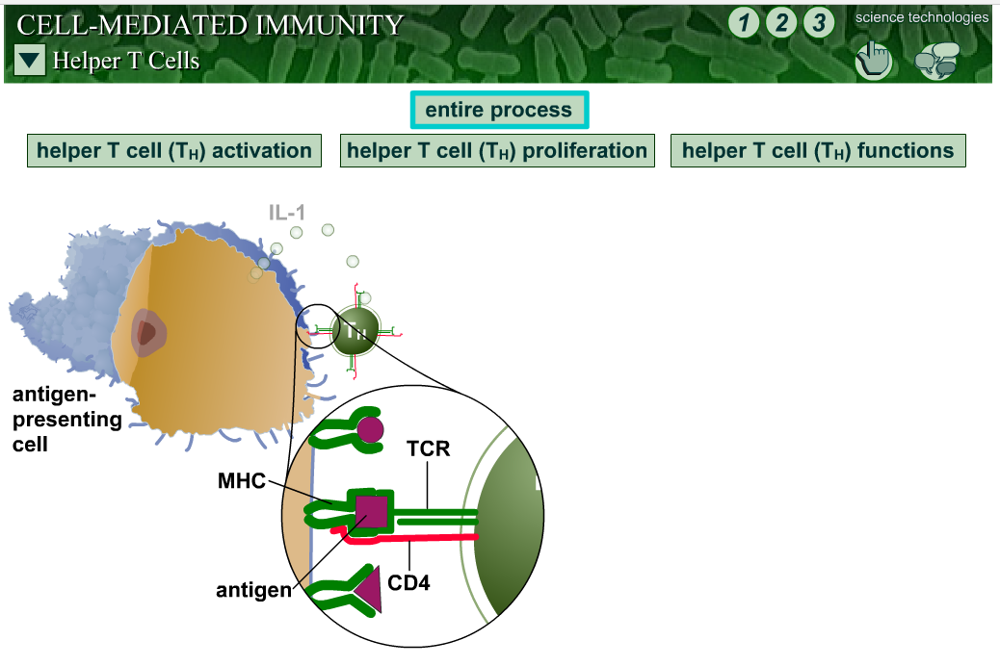 CELL-MEDIATED IMMUNITY
1 2 3
science technologies
Helper T Cells
entire process
helper T cell (TH) activation
helper T cell (TH) proliferation
helper T cell (TH) functions
IL-1
TH
antigen-
presenting
cell
TCR
MHC
antigen
CD4